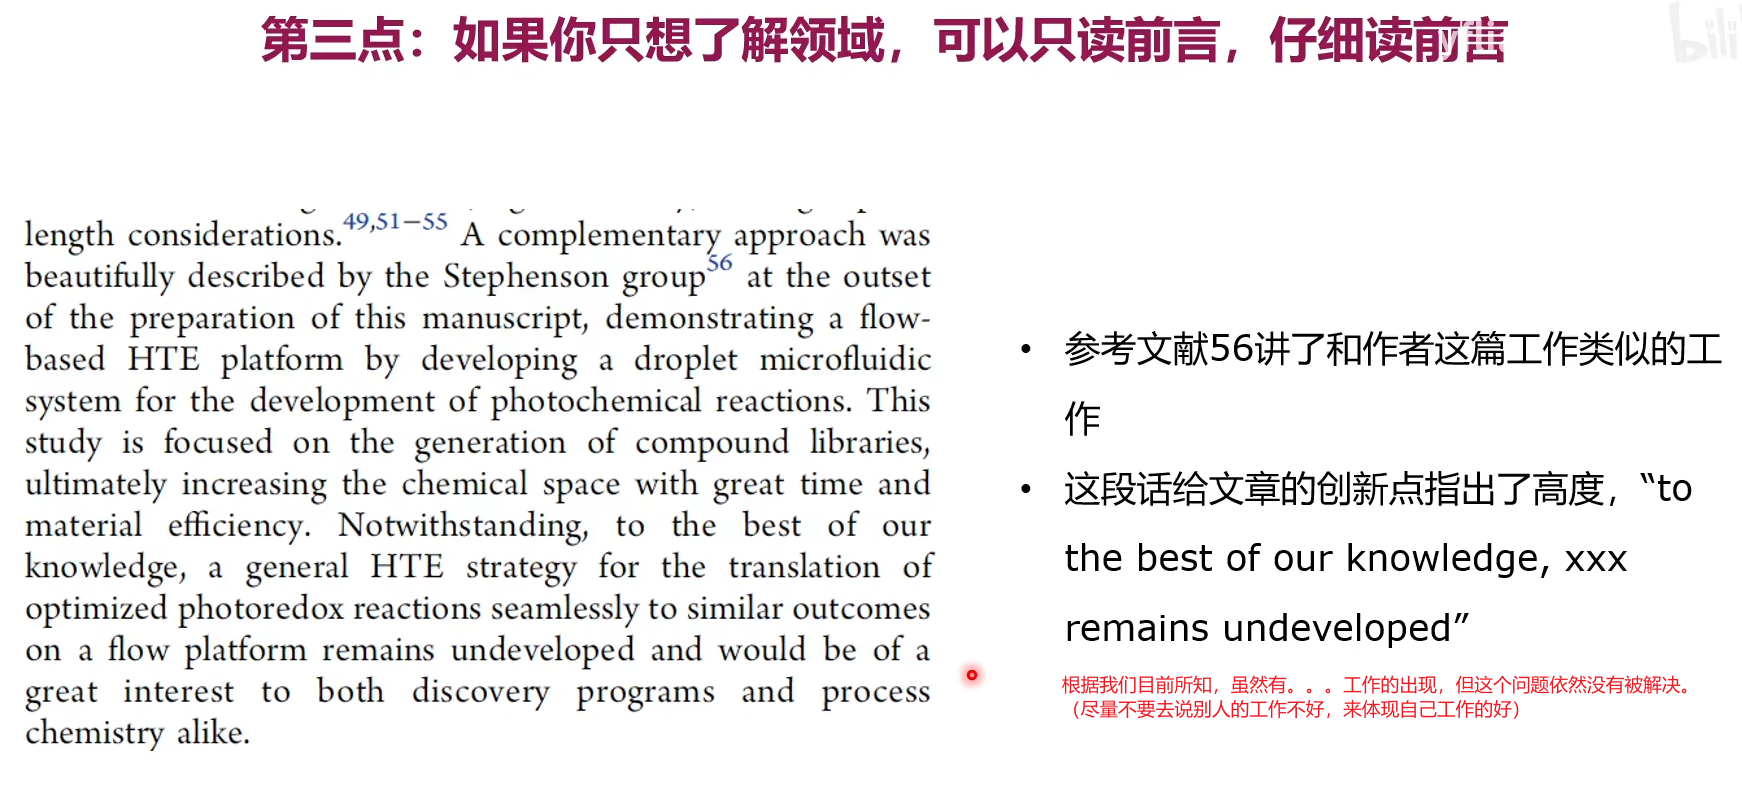 第三点：如果你只想了解领域，可以只读前言，仔细读前言
bili
length considerations.49,51−55 A complementary approach was
beautifully described by the Stephenson group56 at the outset
of the preparation of this manuscript, demonstrating a flow-
based HTE platform by developing a droplet microfluidic
system for the development of photochemical reactions. This
study is focused on the generation of compound libraries,
ultimately increasing the chemical space with great time and
material efficiency. Notwithstanding, to the best of our
knowledge, a general HTE strategy for the translation of
optimized photoredox reactions seamlessly to similar outcomes
on a flow platform remains undeveloped and would be of a
great interest to both discovery programs and process
chemistry alike.
• 参考文献56讲了和作者这篇工作类似的工
作
• 这段话给文章的创新点指出了高度，“to
the best of our knowledge, xxx
remains undeveloped”
根据我们目前所知，虽然有。。。工作的出现，但这个问题依然没有被解决。
（尽量不要去说别人的工作不好，来体现自己工作的好）